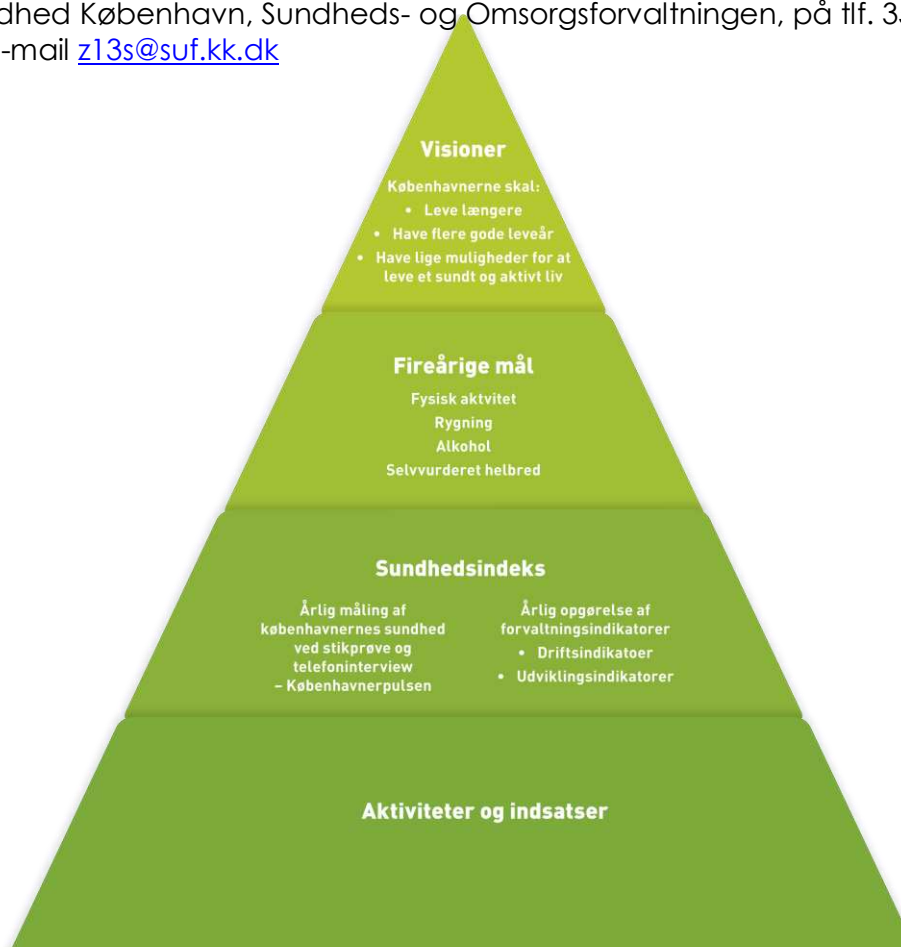 dhed København, Sundheds- og Omsorgsforvaltningen, på tlf. 3
-mail z13s@suf.kk.dk
Visioner
Københavnerne skal:
• Leve længere
• Have flere gode leveår
• Have lige muligheder for at
leve et sundt og aktivt liv
Fireårige mål
Fysisk aktvitet
Rygning
Alkohol
Selvvurderet helbred
Sundhedsindeks
Årlig måling af
københavnernes sundhed
ved stikprøve og
telefoninterview
– Københavnerpulsen
Årlig opgørelse af
forvaltningsindikatorer
• Driftsindikatoer
• Udviklingsindikatorer
Aktiviteter og indsatser